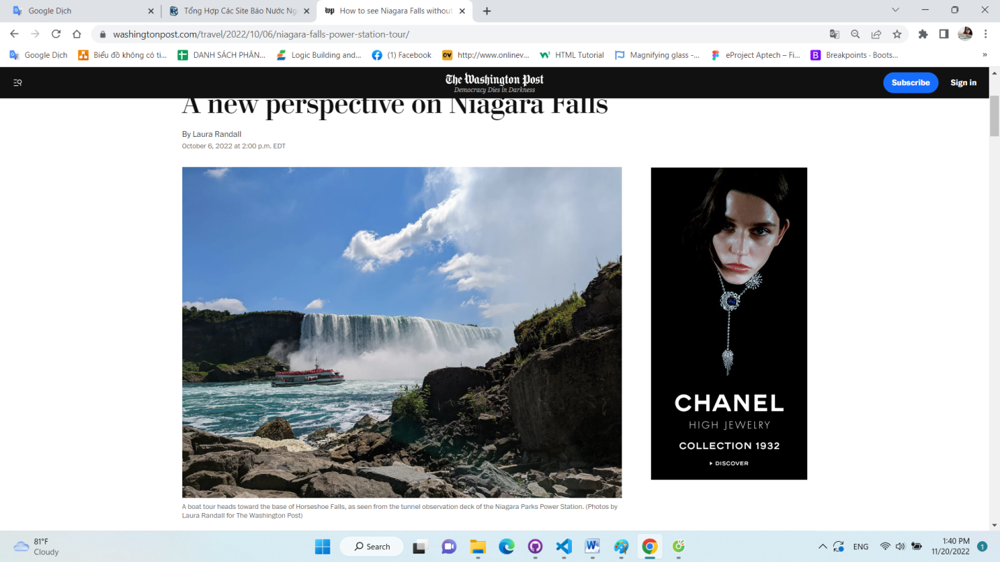 Google Dịch
Tổng Hợp Các Site Báo Nước Ng
How to see Niagara Falls without
washingtonpost.com/travel/2022/10/06/niagara-falls-power-station-tour/
Google Dịch
Biểu đồ không có ti...
DANH SÁCH PHÂN...
Logic Building and...
(1) Facebook
http://www.onlinev...
HTML Tutorial
Magnifying glass -...
eProject Aptech – Fi...
Breakpoints · Boots...
»
The Washington Post
Democracy Dies in Darkness
Subscribe
Sign in
A new perspective on Niagara Falls
By Laura Randall
October 6, 2022 at 2:00 p.m. EDT
CHANEL
HIGH JEWELRY
COLLECTION 1932
DISCOVER
A boat tour heads toward the base of Horseshoe Falls, as seen from the tunnel observation deck of the Niagara Parks Power Station. (Photos by
Laura Randall for The Washington Post)
81°F
Cloudy
Search
ENG
1:40 PM
11/20/2022
1